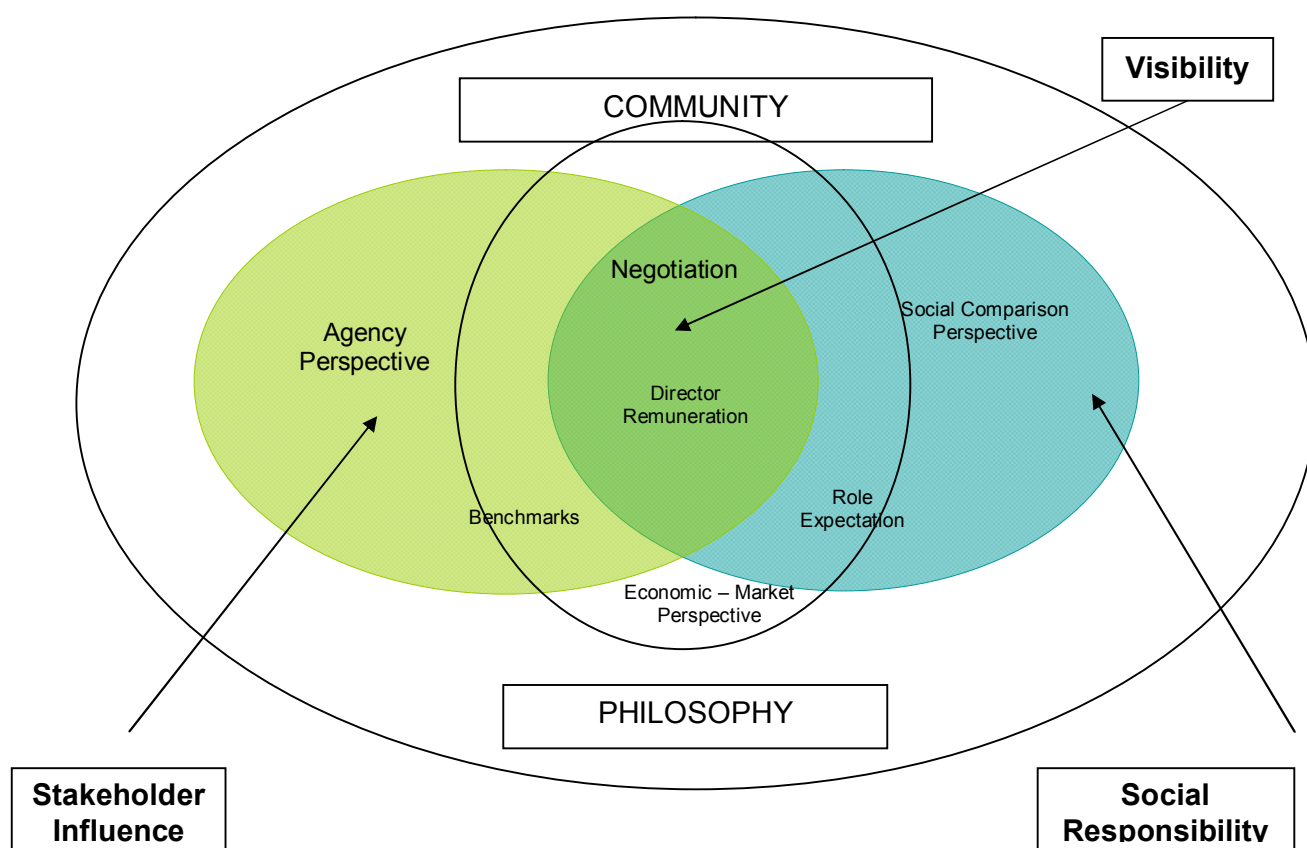 Visibility
COMMUNITY
Negotiation
Social Comparison
Perspective
Agency
Perspective
Director
Remuneration
Role
Expectation
Benchmarks
Economic – Market
Perspective
PHILOSOPHY
Stakeholder
Influence
Social
Responsibility